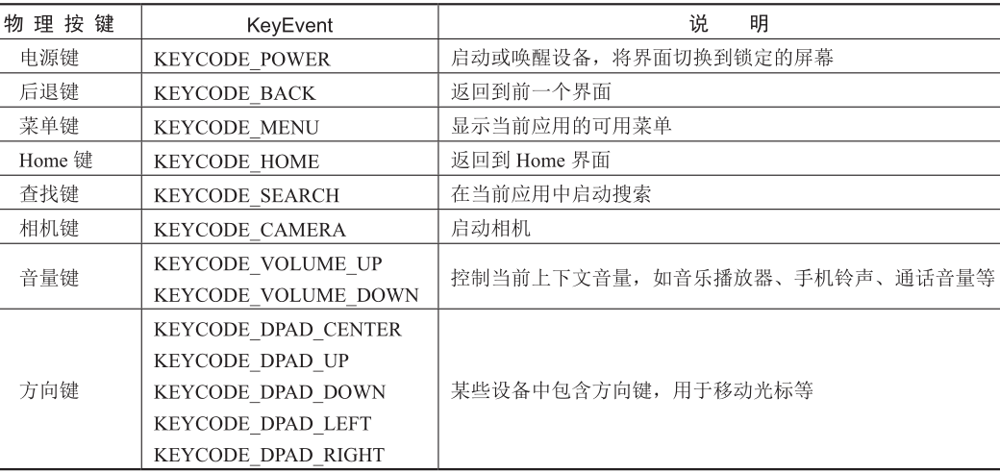 物理按键 KeyEvent 说 明
电源键 KEYCODE_POWER 启动或唤醒设备，将界面切换到锁定的屏幕
后退键 KEYCODE_BACK 返回到前一个界面
菜单键 KEYCODE_MENU 显示当前应用的可用菜单
Home 键 KEYCODE_HOME 返回到 Home 界面
查找键 KEYCODE_SEARCH 在当前应用中启动搜索
相机键 KEYCODE_CAMERA 启动相机
音量键
KEYCODE_VOLUME_UP
KEYCODE_VOLUME_DOWN
控制当前上下文音量，如音乐播放器、手机铃声、通话音量等
方向键
KEYCODE_DPAD_CENTER
KEYCODE_DPAD_UP
KEYCODE_DPAD_DOWN
KEYCODE_DPAD_LEFT
KEYCODE_DPAD_RIGHT
某些设备中包含方向键，用于移动光标等